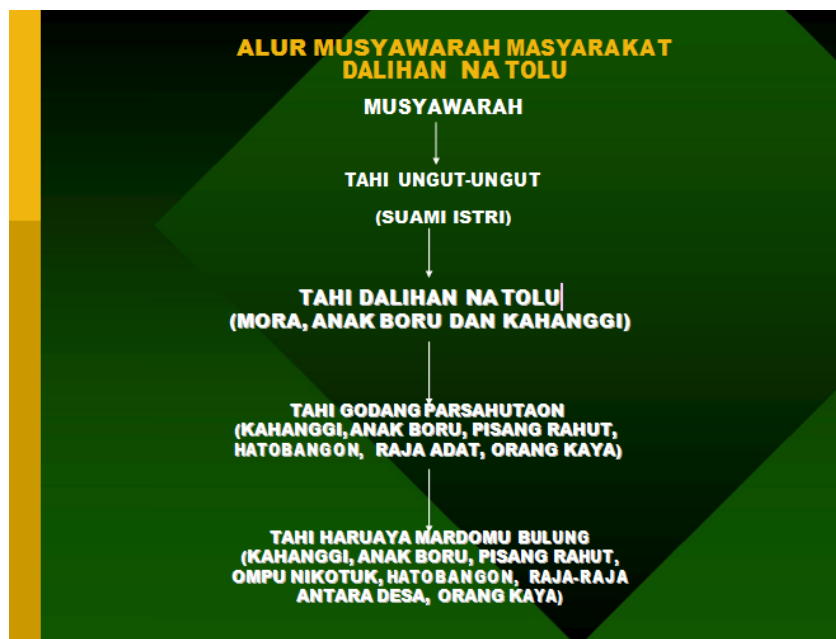 ALUR MUSYAWARAH MASYARAKAT
DALIHAN NA TOLU
MUSYAWARAH
TAHI UNGUT-UNGUT
(SUAMI ISTRI)
TAHI DALIHAN NA TOLU
(MORA, ANAK BORU DAN KAHANGGI)
TAHI GODANG PARSAHUTAON
(KAHANGGI, ANAK BORU, PISANG RAHUT,
HATOBANGON, RAJA ADAT, ORANG KAYA)
TAHI HARUAYA MARDOMU BULUNG
(KAHANGGI, ANAK BORU, PISANG RAHUT,
OMPU NIKOTUK, HATOBANGON, RAJA-RAJA
ANTARA DESA, ORANG KAYA)